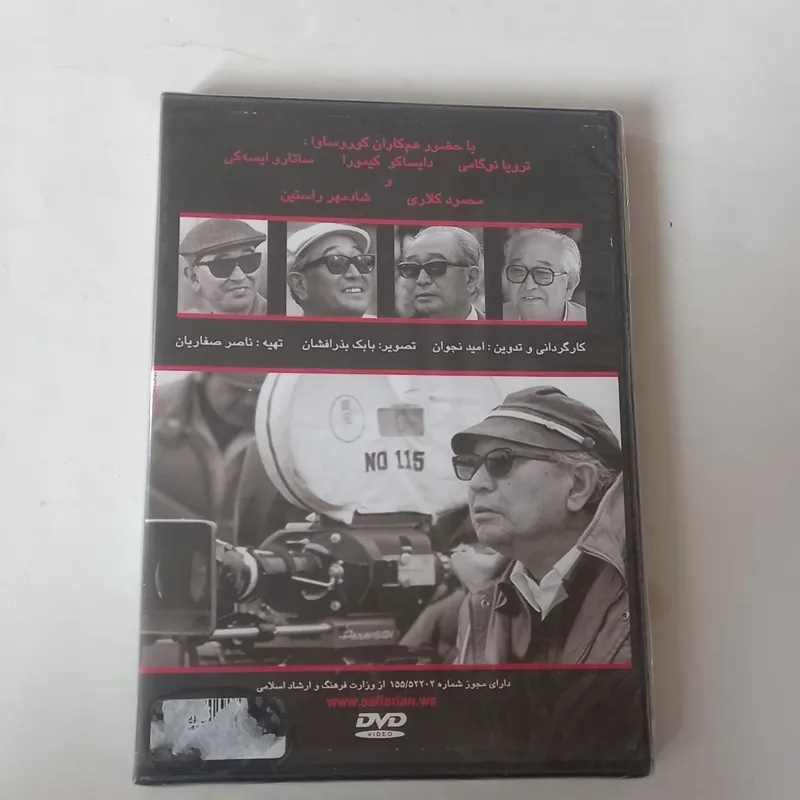 با حضور هم‌کاران کوروساوا :
ترویا نوگامی دایساکو کیمورا ساتارو ایسه‌کی
و
محمود کلاری شادمهر راستین
کارگردانی و تدوین : امید نجوان تصویر: بابک بذرافشان تهیه : ناصر صفاریان
NO 115
PANAVISION
دارای مجوز شماره ۱۵۵/۵۲۲۰۲ از وزارت فرهنگ و ارشاد اسلامی
www.saffarian.ws
DVD
VIDEO